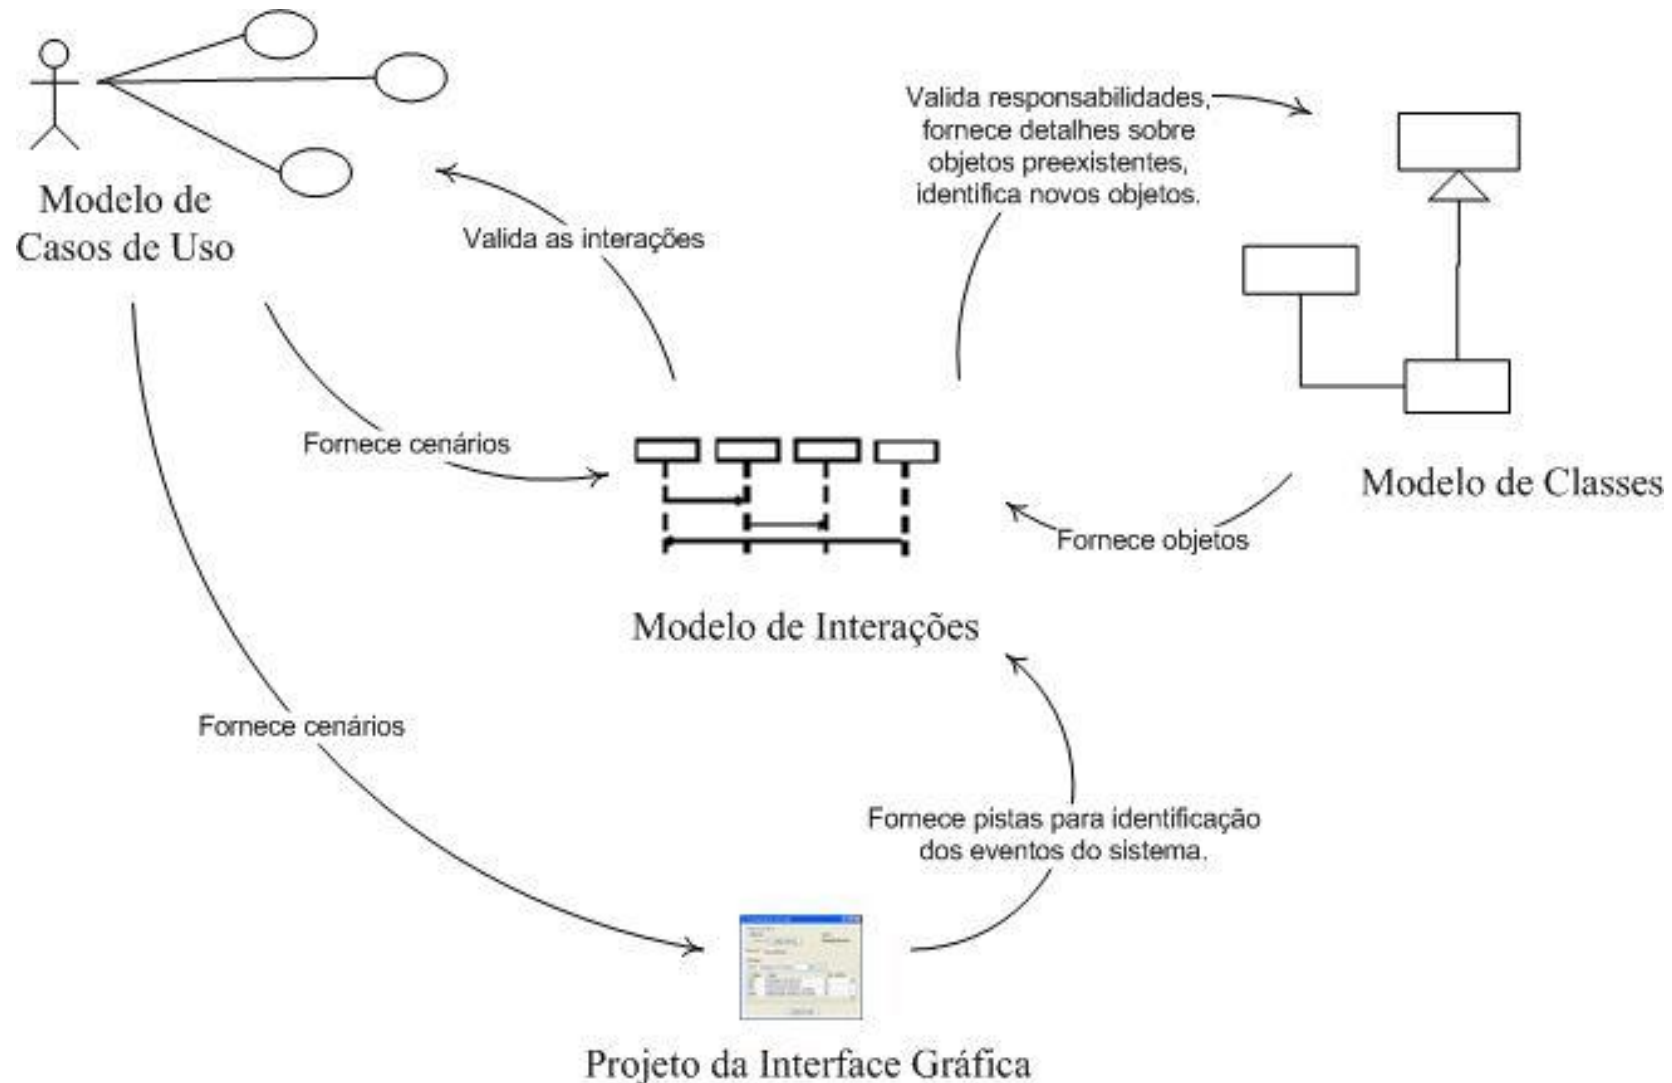 Modelo de
Casos de Uso
Valida as interações
Valida responsabilidades,
fornece detalhes sobre
objetos preexistentes,
identifica novos objetos.
Fornece cenários
Modelo de Classes
Fornece objetos
Modelo de Interações
Fornece cenários
Fornece pistas para identificação
dos eventos do sistema.
Projeto da Interface Gráfica